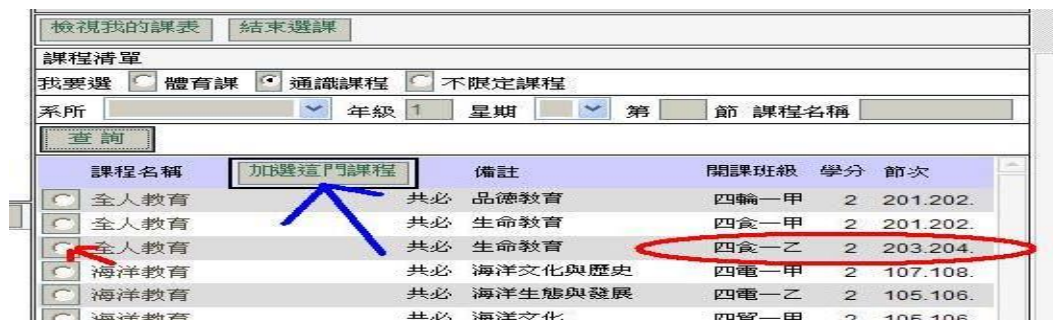 檢視我的課表 結束選課
課程清單
我要選 體育課 通識課程 不限定課程
系所 年級 1 星期 第 節 課程名稱
查詢
課程名稱 加選這門課程 備註 開課班級 學分 節次
全人教育 共必 品德教育 四輪一甲 2 201.202.
全人教育 共必 生命教育 四食一甲 2 201.202.
全人教育 共必 生命教育 四食一乙 2 203.204.
海洋教育 共必 海洋文化與歷史 四電一甲 2 107.108.
海洋教育 共必 海洋生態與發展 四電一乙 2 105.106.
海洋教育 共必 海洋文化 四貿一甲 2 105.106